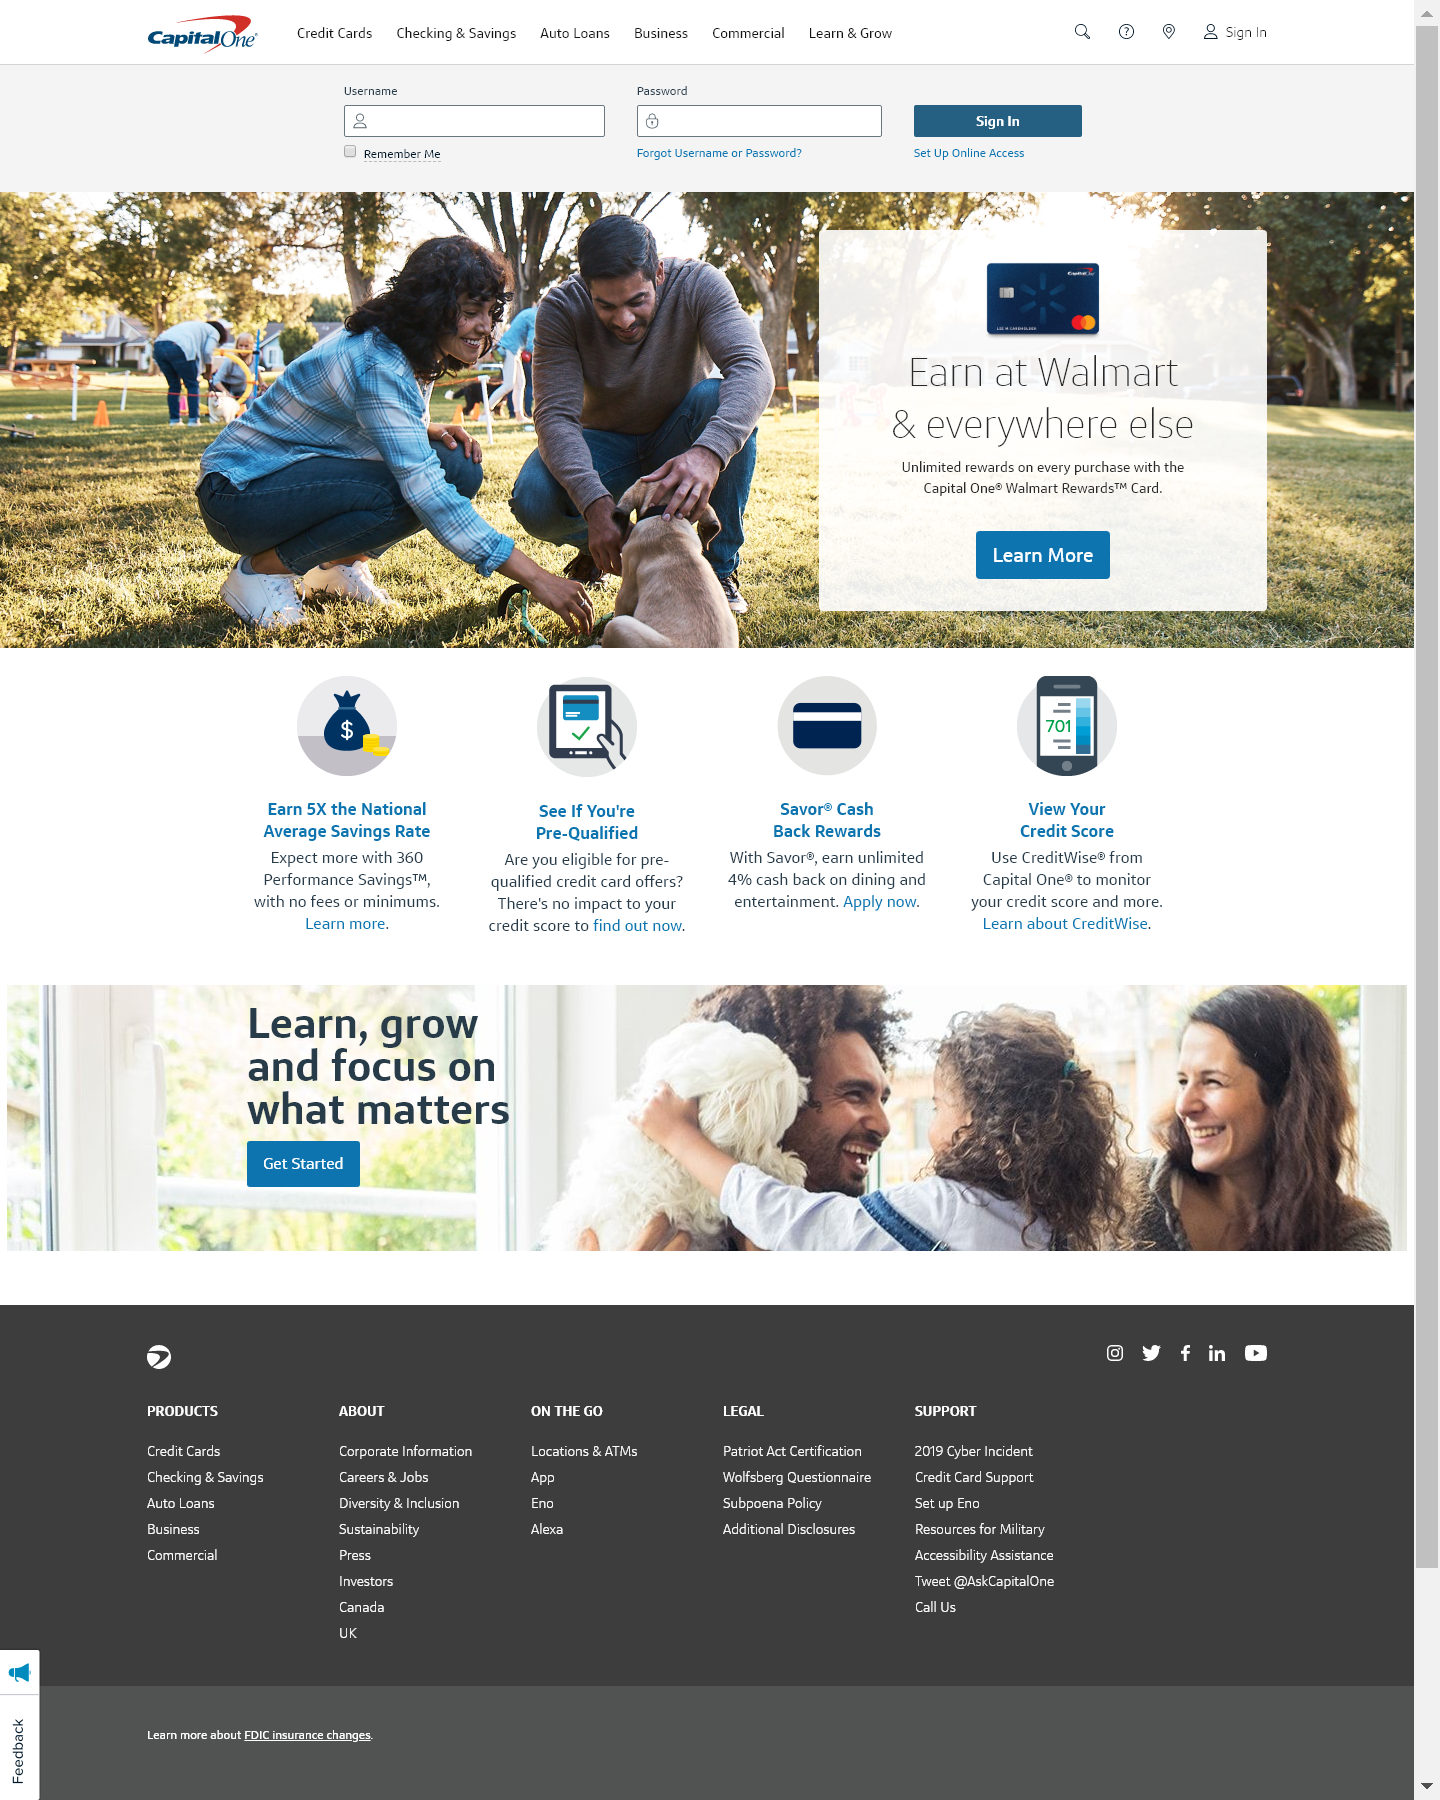 Capital One
Credit Cards
Checking & Savings
Auto Loans
Business
Commercial
Learn & Grow
Sign In
Username
Password
Sign In
Remember Me
Forgot Username or Password?
Set Up Online Access
Capital One
LEE M CARDHOLDER
Earn at Walmart
& everywhere else
Unlimited rewards on every purchase with the
Capital One® Walmart Rewards™ Card.
Learn More
$
701
Earn 5X the National
Average Savings Rate
Expect more with 360
Performance Savings™,
with no fees or minimums.
Learn more.
See If You're
Pre-Qualified
Are you eligible for pre-
qualified credit card offers?
There's no impact to your
credit score to find out now.
Savor® Cash
Back Rewards
With Savor®, earn unlimited
4% cash back on dining and
entertainment. Apply now.
View Your
Credit Score
Use CreditWise® from
Capital One® to monitor
your credit score and more.
Learn about CreditWise.
Learn, grow
and focus on
what matters
Get Started
PRODUCTS
Credit Cards
Checking & Savings
Auto Loans
Business
Commercial
ABOUT
Corporate Information
Careers & Jobs
Diversity & Inclusion
Sustainability
Press
Investors
Canada
UK
ON THE GO
Locations & ATMs
App
Eno
Alexa
LEGAL
Patriot Act Certification
Wolfsberg Questionnaire
Subpoena Policy
Additional Disclosures
SUPPORT
2019 Cyber Incident
Credit Card Support
Set up Eno
Resources for Military
Accessibility Assistance
Tweet @AskCapitalOne
Call Us
Feedback
Learn more about FDIC insurance changes.